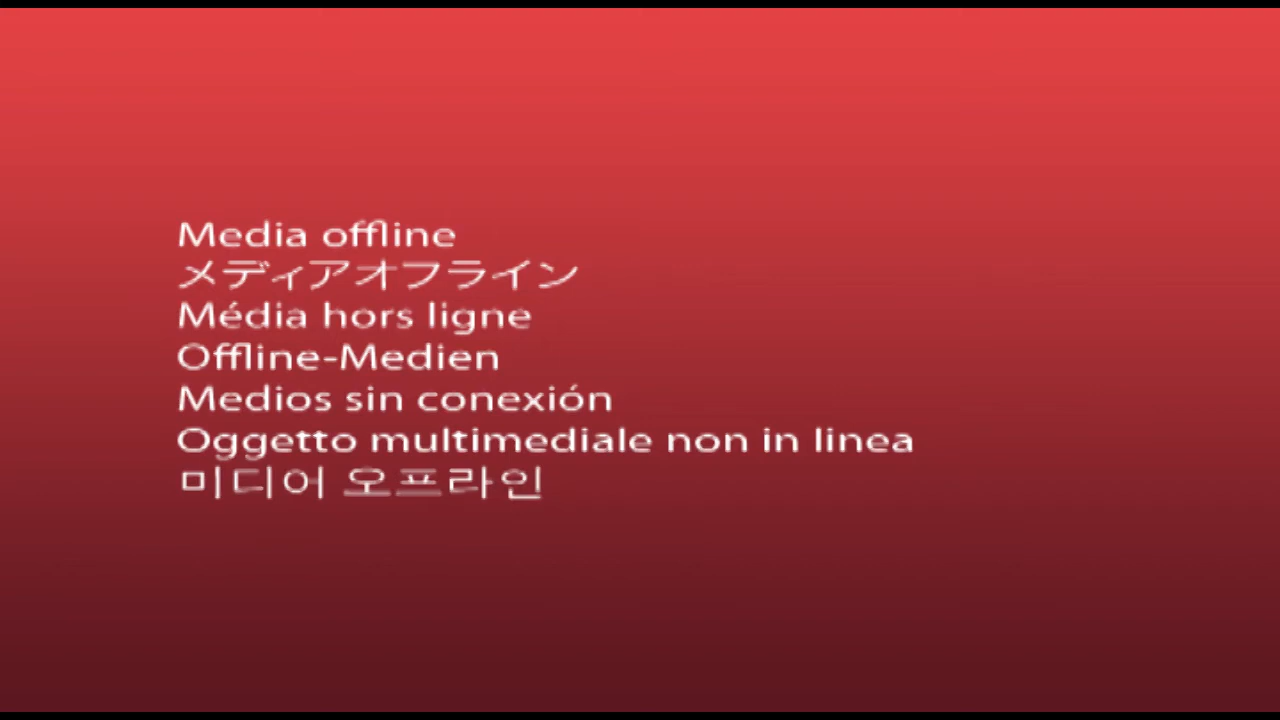 Media offline
メディアオフライン
Média hors ligne
Offline-Medien
Medios sin conexión
Oggetto multimediale non in linea
미디어 오프라인